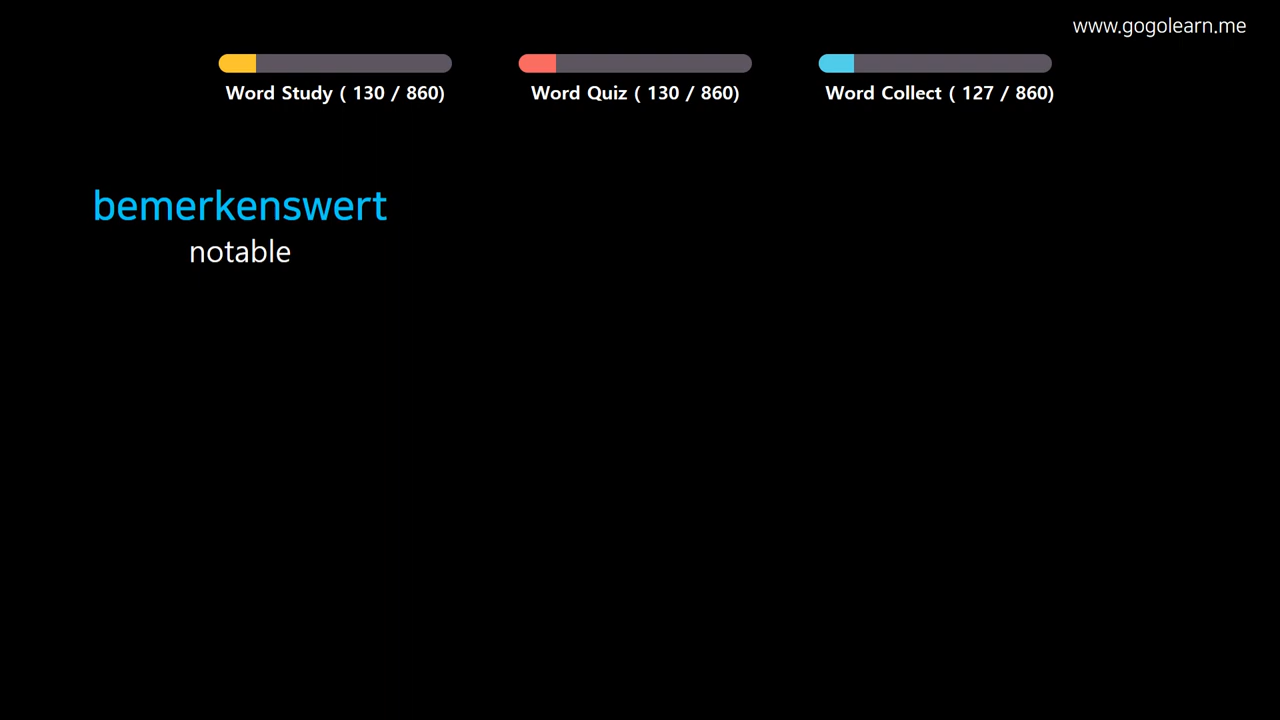 www.gogolearn.me
Word Study ( 130 / 860)
Word Quiz ( 130 / 860)
Word Collect ( 127 / 860)
bemerkenswert
notable